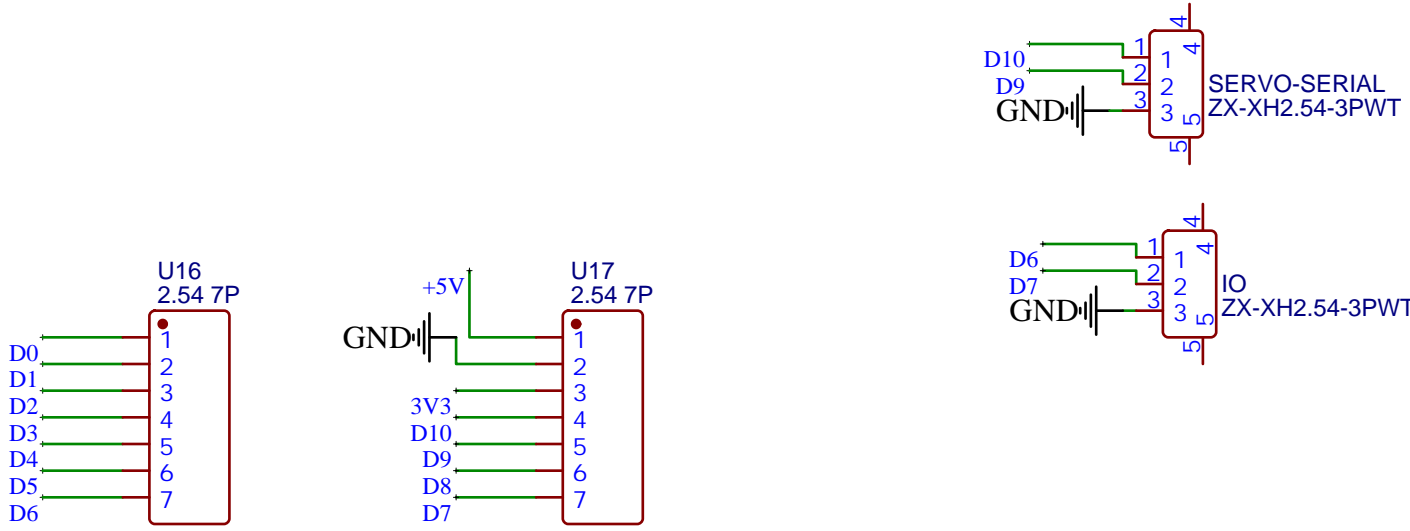 4
4
1
1
D10
2
2
D9
3
3
GND
5
5
SERVO-SERIAL
ZX-XH2.54-3PWT
4
4
1
1
D6
2
2
D7
3
3
GND
5
5
IO
ZX-XH2.54-3PWT
U16
2.54 7P
1
D0
2
D1
3
D2
4
D3
5
D4
6
D5
7
D6
U17
2.54 7P
+5V
GND
1
2
3
3V3
4
D10
5
D9
6
D8
7
D7